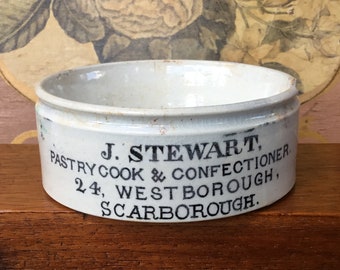 J. STEWART,
PASTRYCOOK & CONFECTIONER.
24, WESTBOROUGH,
SCARBOROUGH.